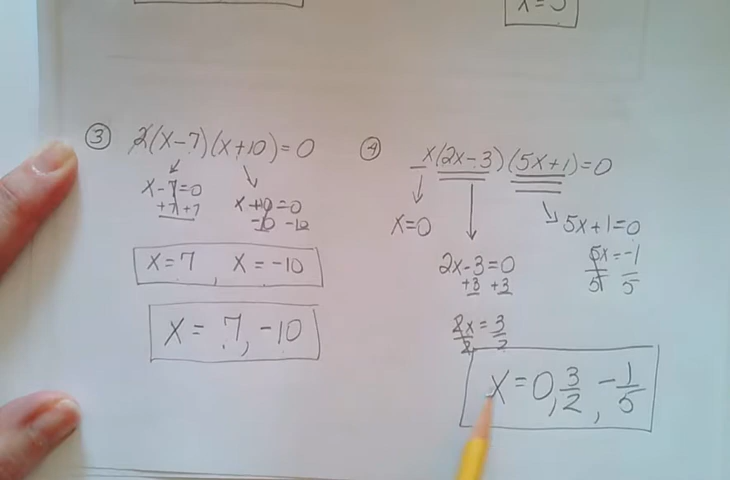 x=5
③ 2(x-7)(x+10)=0
x-7=0
+7 +7
x+10=0
-10 -10
x=7, x=-10
x= 7, -10
④ x(2x-3)(5x+1)=0
x=0
2x-3=0
+3 +3
2x/2 = 3/2
5x+1=0
5x/5 = -1/5
x=0, 3/2, -1/5